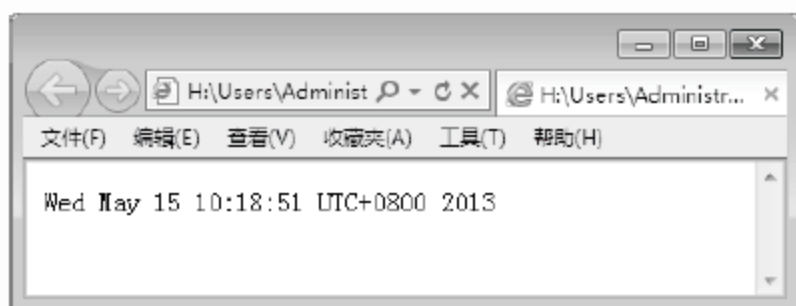 H:\Users\Administ
H:\Users\Administr...
文件(F) 编辑(E) 查看(V) 收藏夹(A) 工具(T) 帮助(H)
Wed May 15 10:18:51 UTC+0800 2013